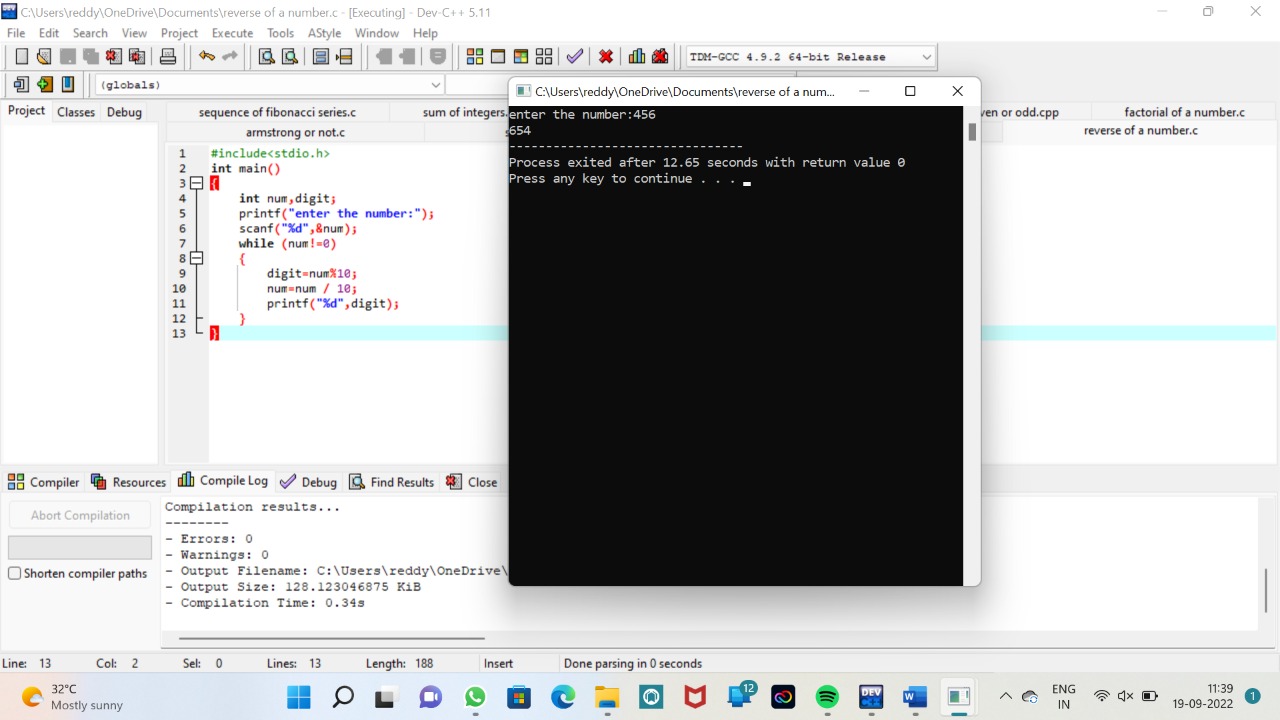 C:\Users\reddy\OneDrive\Documents\reverse of a number.c - [Executing] - Dev-C++ 5.11
File Edit Search View Project Execute Tools AStyle Window Help
TDM-GCC 4.9.2 64-bit Release
(globals)
C:\Users\reddy\OneDrive\Documents\reverse of a num...
Project Classes Debug
sequence of fibonacci series.c sum of integers. ven or odd.cpp factorial of a number.c
armstrong or not.c reverse of a number.c
enter the number:456
654
--------------------------------
Process exited after 12.65 seconds with return value 0
Press any key to continue . . .
1 #include<stdio.h>
2 int main()
3 {
4 int num,digit;
5 printf("enter the number:");
6 scanf("%d",&num);
7 while (num!=0)
8 {
9 digit=num%10;
10 num=num / 10;
11 printf("%d",digit);
12 }
13 }
Compiler Resources Compile Log Debug Find Results Close
Abort Compilation
Shorten compiler paths
Compilation results...
--------
- Errors: 0
- Warnings: 0
- Output Filename: C:\Users\reddy\OneDrive\
- Output Size: 128.123046875 KiB
- Compilation Time: 0.34s
Line: 13 Col: 2 Sel: 0 Lines: 13 Length: 188 Insert Done parsing in 0 seconds
32°C
Mostly sunny
12
DEV
W
ENG
IN
11:39
19-09-2022
1